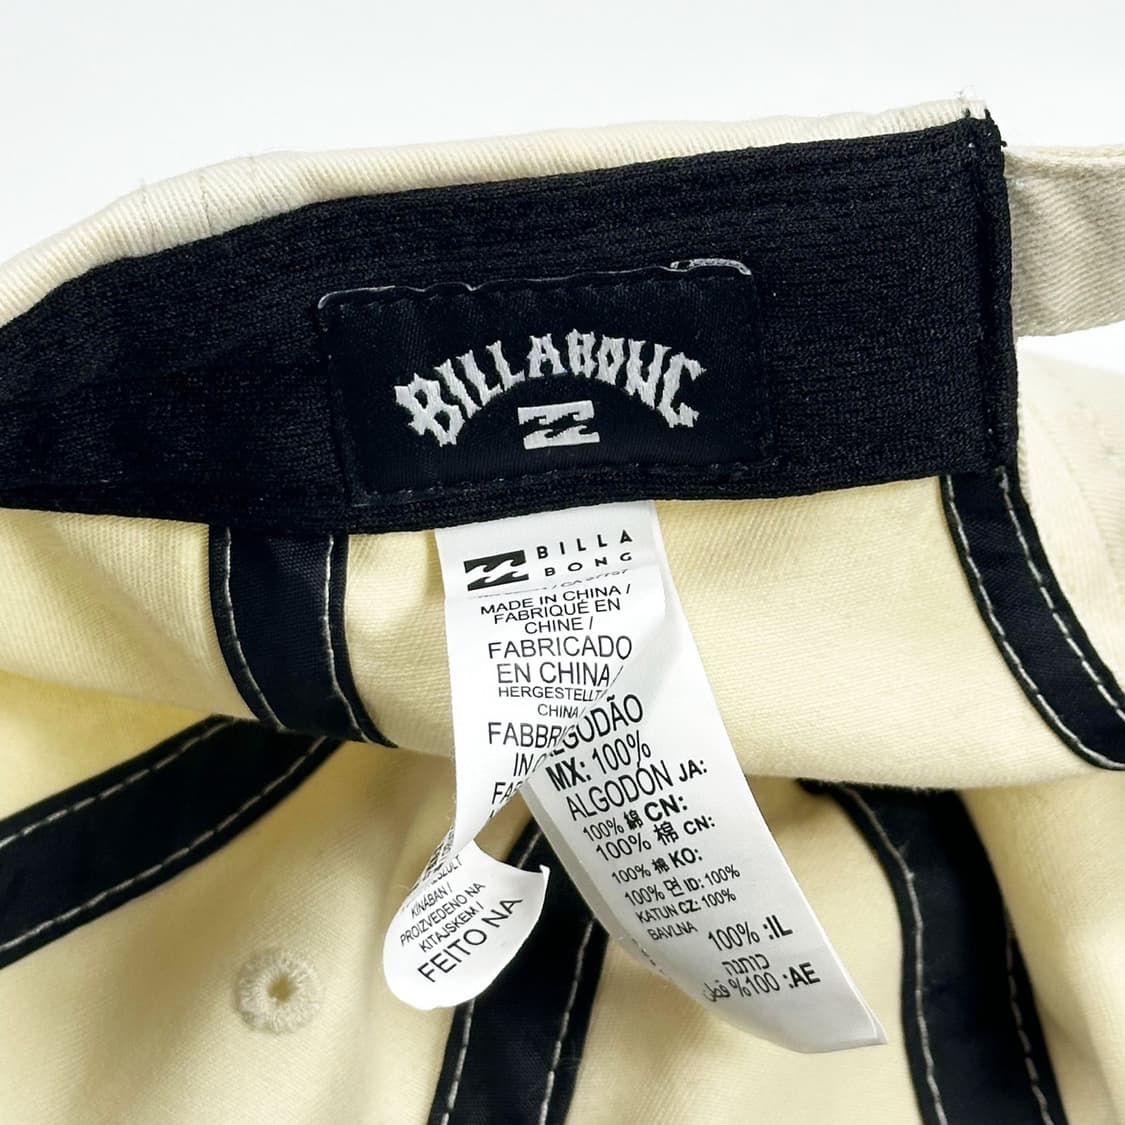 BILLABONG
BILLA
BONG
MADE IN CHINA /
FABRIQUÉ EN
CHINE /
FABRICADO
EN CHINA/
HERGESTELLT
CHINA/
ALGODÃO
MX: 100%
ALGODÓN JA:
100% 綿 CN:
100% 棉 CN:
100% 棉 KO:
100% 면 ID: 100%
KATUN CZ: 100%
BAVLNA
100% :IL
כותנה
قطن %100 :AE
KÍNÁBAN /
PROIZVEDENO NA
KITAJSKEM /
FEITO NA